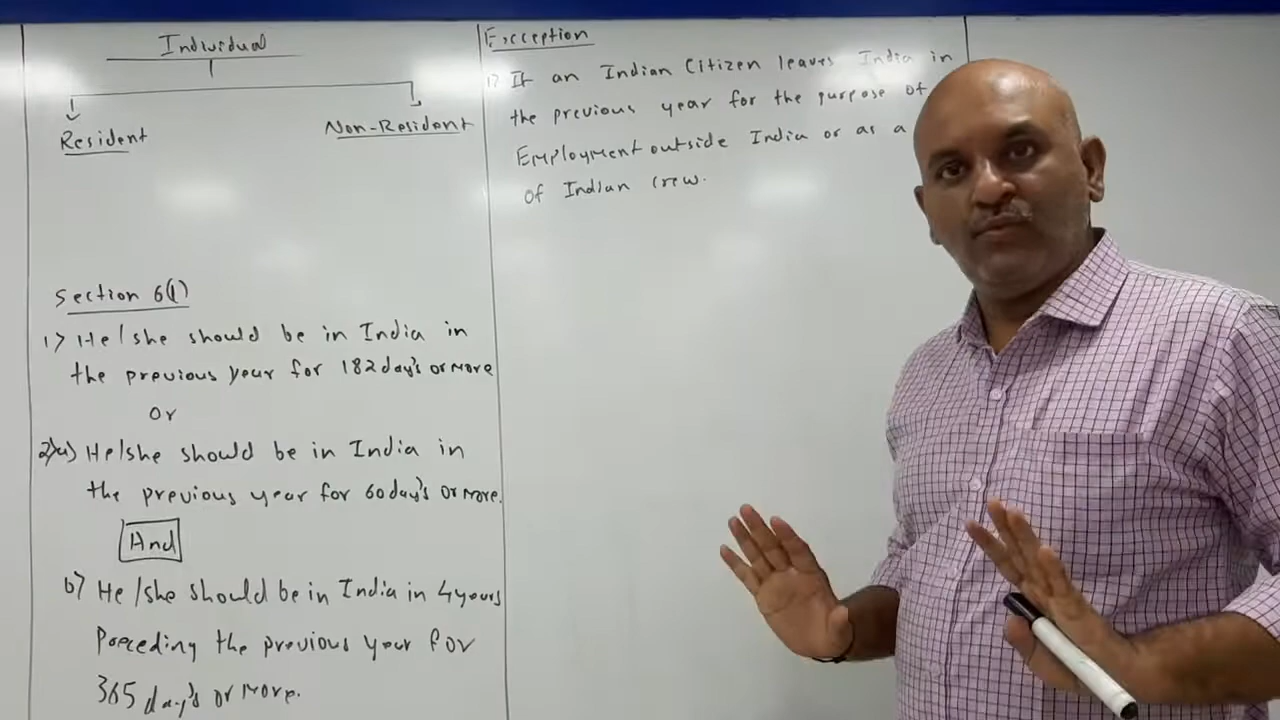 Individual
Resident
Non-Resident
Section 6(1)
1) He/she should be in India in
the previous year for 182 day's or more
Or
2) a) He/she should be in India in
the previous year for 60 day's or more.
And
b) He/she should be in India in 4 years
Preceding the previous year for
365 day's or more.
Exception
1) If an Indian Citizen leaves India in
the previous year for the purpose of
Employment outside India or as a
of Indian Crew.